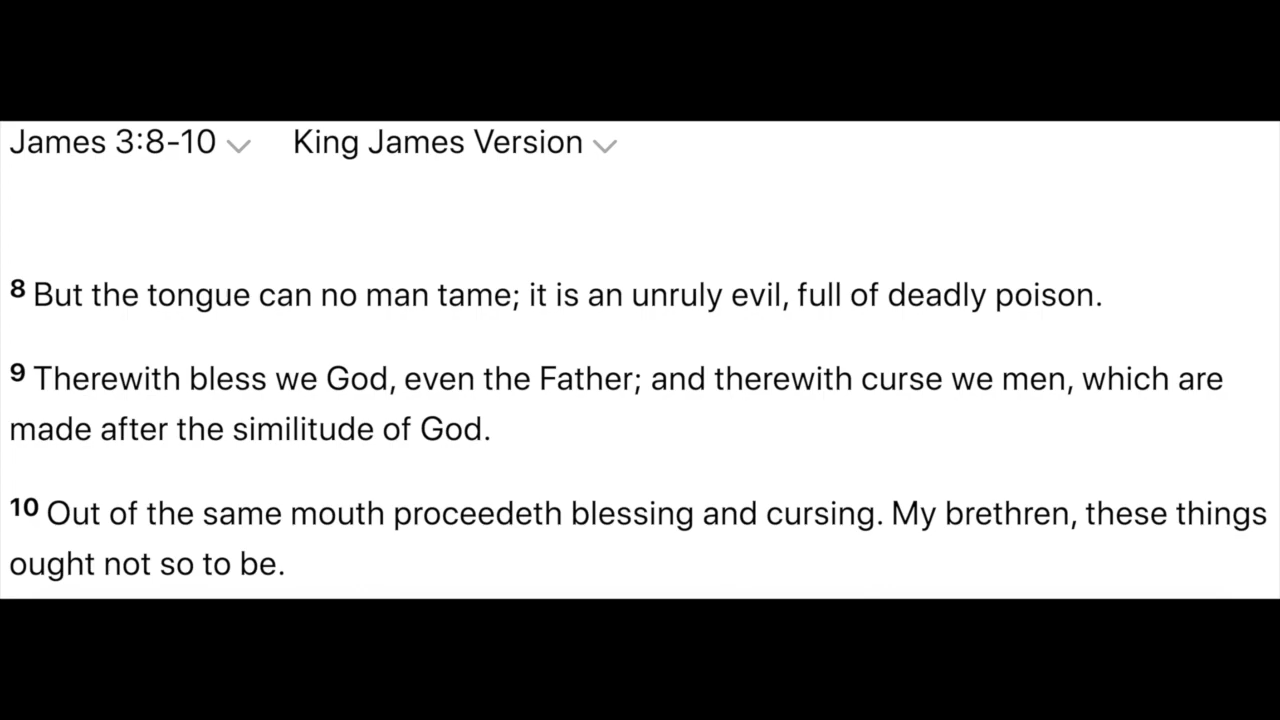 James 3:8-10 King James Version
8 But the tongue can no man tame; it is an unruly evil, full of deadly poison.
9 Therewith bless we God, even the Father; and therewith curse we men, which are
made after the similitude of God.
10 Out of the same mouth proceedeth blessing and cursing. My brethren, these things
ought not so to be.